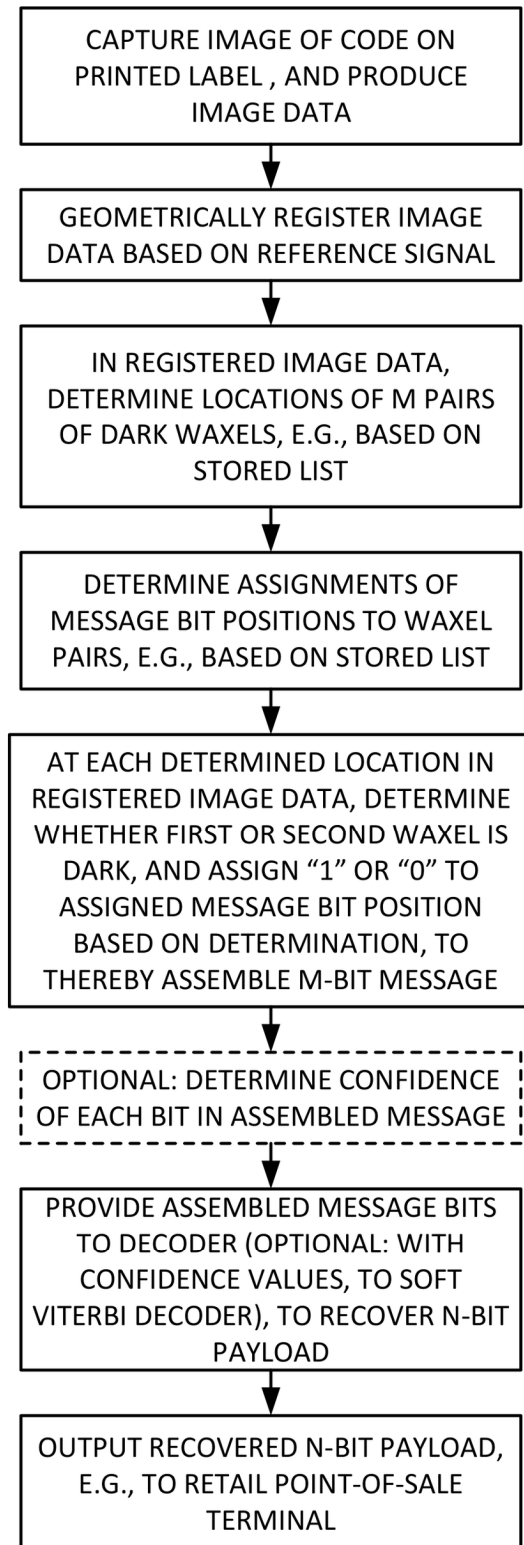 CAPTURE IMAGE OF CODE ON
PRINTED LABEL , AND PRODUCE
IMAGE DATA
GEOMETRICALLY REGISTER IMAGE
DATA BASED ON REFERENCE SIGNAL
IN REGISTERED IMAGE DATA,
DETERMINE LOCATIONS OF M PAIRS
OF DARK WAXELS, E.G., BASED ON
STORED LIST
DETERMINE ASSIGNMENTS OF
MESSAGE BIT POSITIONS TO WAXEL
PAIRS, E.G., BASED ON STORED LIST
AT EACH DETERMINED LOCATION IN
REGISTERED IMAGE DATA, DETERMINE
WHETHER FIRST OR SECOND WAXEL IS
DARK, AND ASSIGN “1” OR “0” TO
ASSIGNED MESSAGE BIT POSITION
BASED ON DETERMINATION, TO
THEREBY ASSEMBLE M-BIT MESSAGE
OPTIONAL: DETERMINE CONFIDENCE
OF EACH BIT IN ASSEMBLED MESSAGE
PROVIDE ASSEMBLED MESSAGE BITS
TO DECODER (OPTIONAL: WITH
CONFIDENCE VALUES, TO SOFT
VITERBI DECODER), TO RECOVER N-BIT
PAYLOAD
OUTPUT RECOVERED N-BIT PAYLOAD,
E.G., TO RETAIL POINT-OF-SALE
TERMINAL